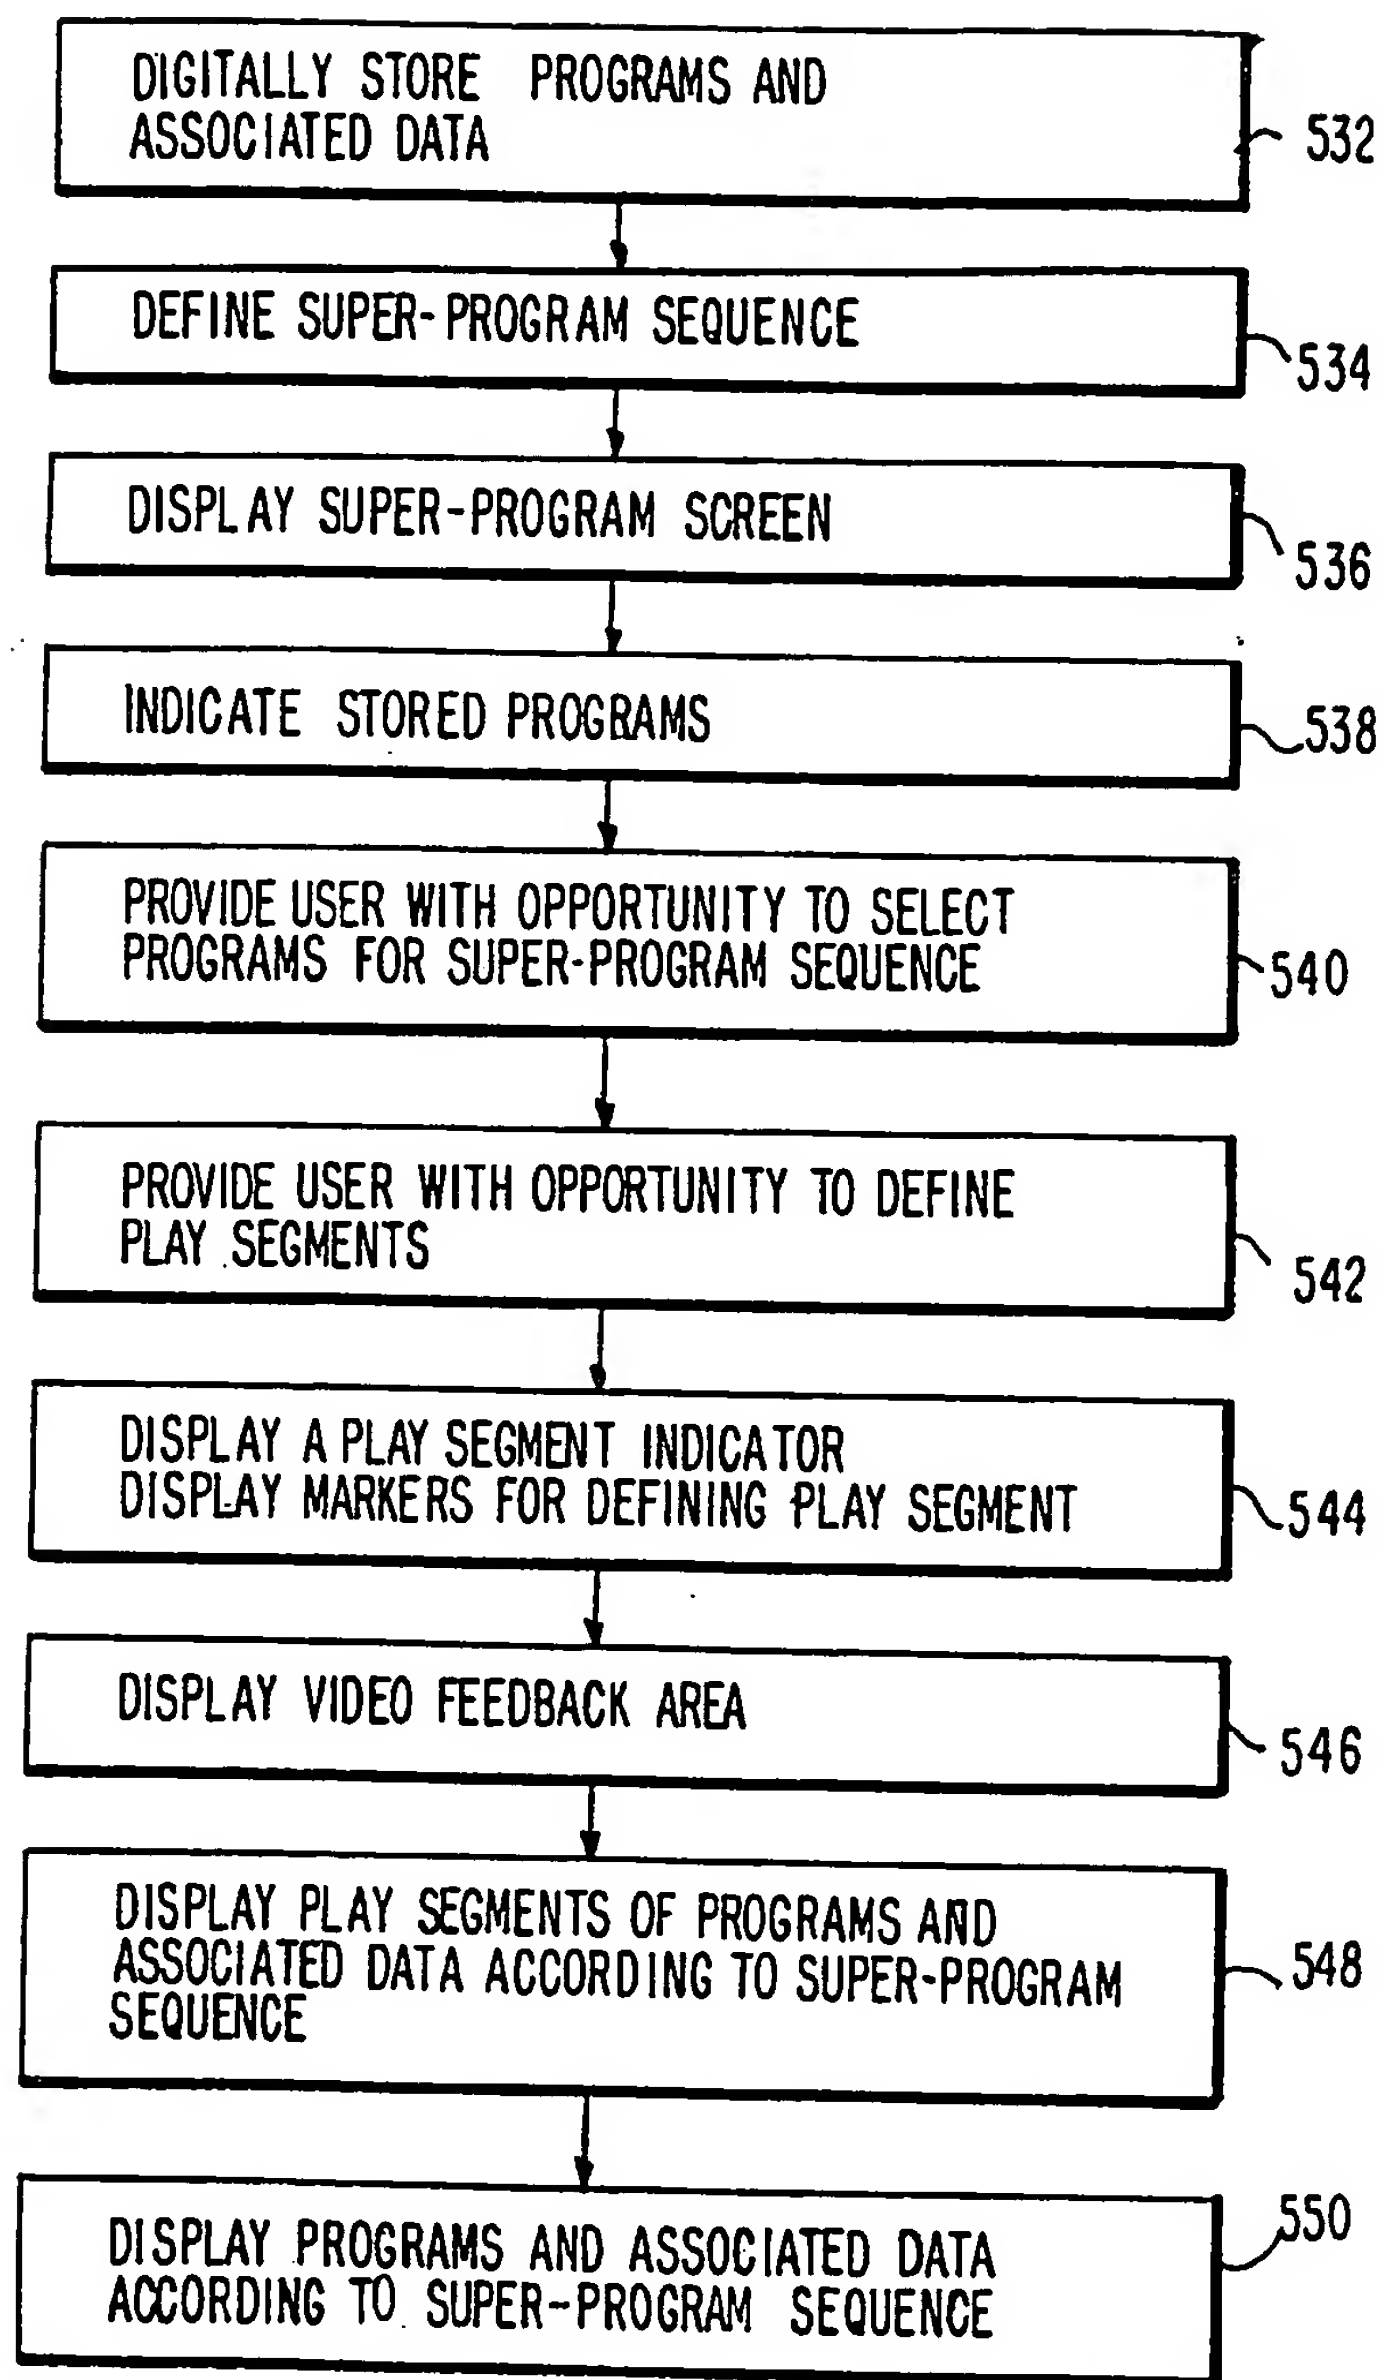 DIGITALLY STORE PROGRAMS AND
ASSOCIATED DATA
532
DEFINE SUPER-PROGRAM SEQUENCE
534
DISPLAY SUPER-PROGRAM SCREEN
536
INDICATE STORED PROGRAMS
538
PROVIDE USER WITH OPPORTUNITY TO SELECT
PROGRAMS FOR SUPER-PROGRAM SEQUENCE
540
PROVIDE USER WITH OPPORTUNITY TO DEFINE
PLAY SEGMENTS
542
DISPLAY A PLAY SEGMENT INDICATOR
DISPLAY MARKERS FOR DEFINING PLAY SEGMENT
544
DISPLAY VIDEO FEEDBACK AREA
546
DISPLAY PLAY SEGMENTS OF PROGRAMS AND
ASSOCIATED DATA ACCORDING TO SUPER-PROGRAM
SEQUENCE
548
DISPLAY PROGRAMS AND ASSOCIATED DATA
ACCORDING TO SUPER-PROGRAM SEQUENCE
550